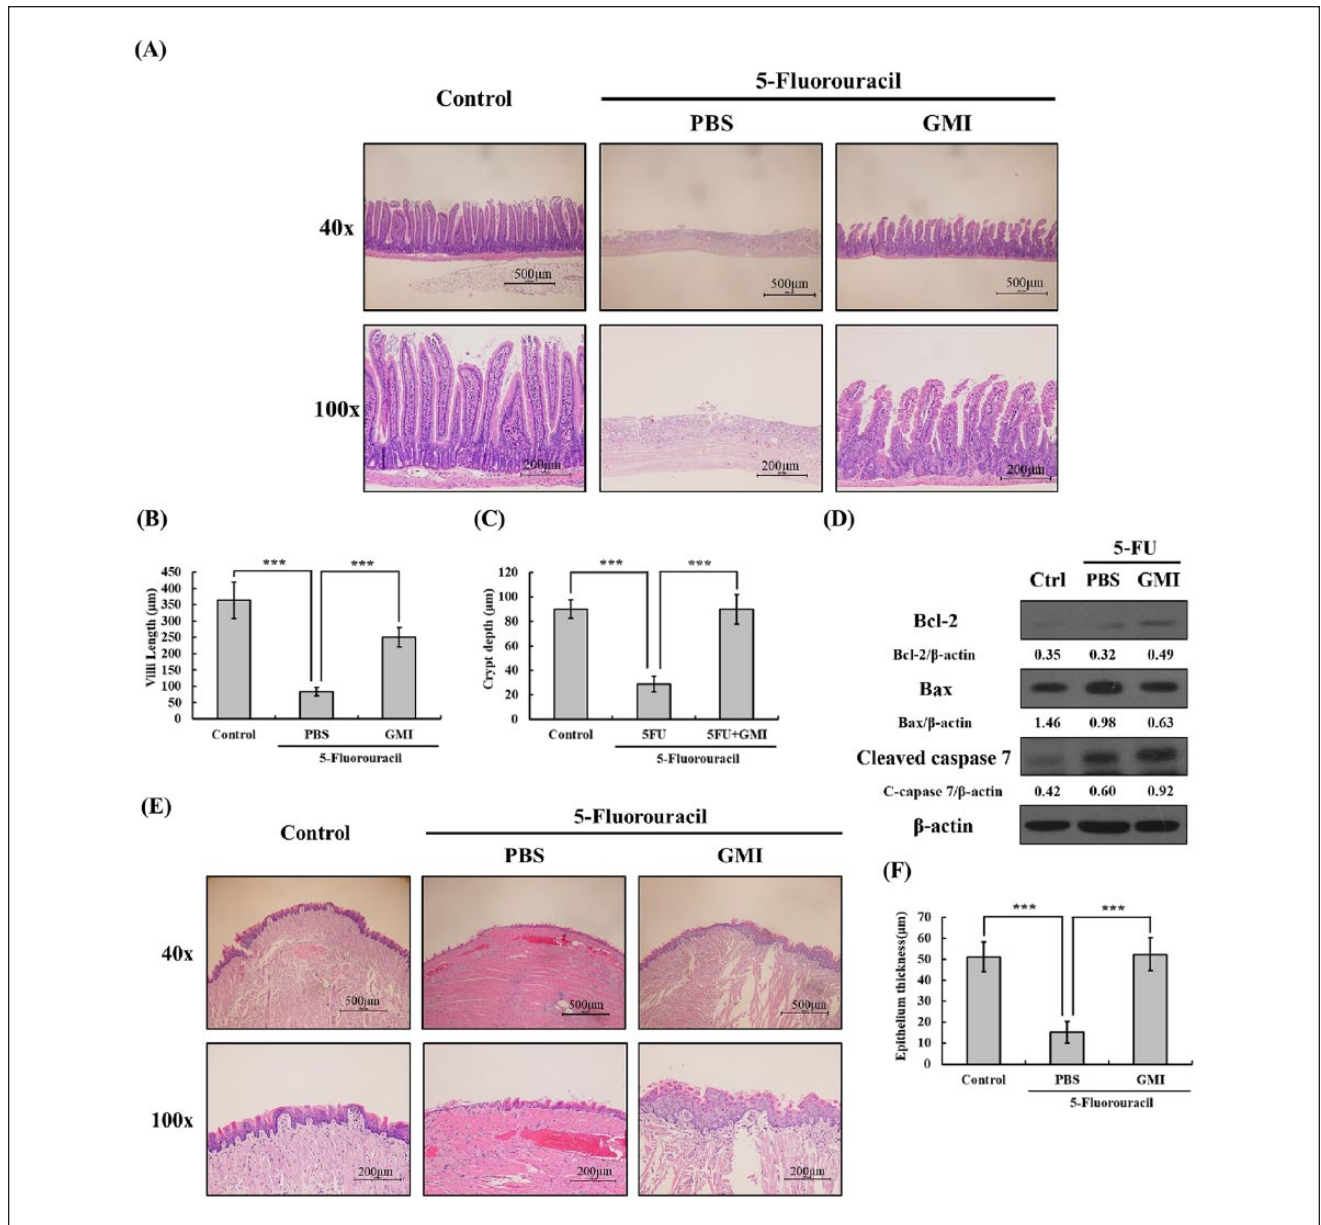 (A)
5-Fluorouracil
Control
PBS
GMI
40x
500µm
500µm
500µm
100x
200µm
200µm
200µm
(B)
***
***
Villi Length (µm)
450
400
350
300
250
200
150
100
50
0
Control
PBS
GMI
5-Fluorouracil
(C)
***
***
Crypt depth (µm)
120
100
80
60
40
20
0
Control
5FU
5FU+GMI
5-Fluorouracil
(D)
5-FU
Ctrl PBS GMI
Bcl-2
Bcl-2/β-actin 0.35 0.32 0.49
Bax
Bax/β-actin 1.46 0.98 0.63
Cleaved caspase 7
C-capase 7/β-actin 0.42 0.60 0.92
β-actin
(E)
5-Fluorouracil
Control
PBS
GMI
40x
500µm
500µm
500µm
100x
200µm
200µm
200µm
(F)
***
***
Epithelium thickness(µm)
70
60
50
40
30
20
10
0
Control
PBS
GMI
5-Fluorouracil